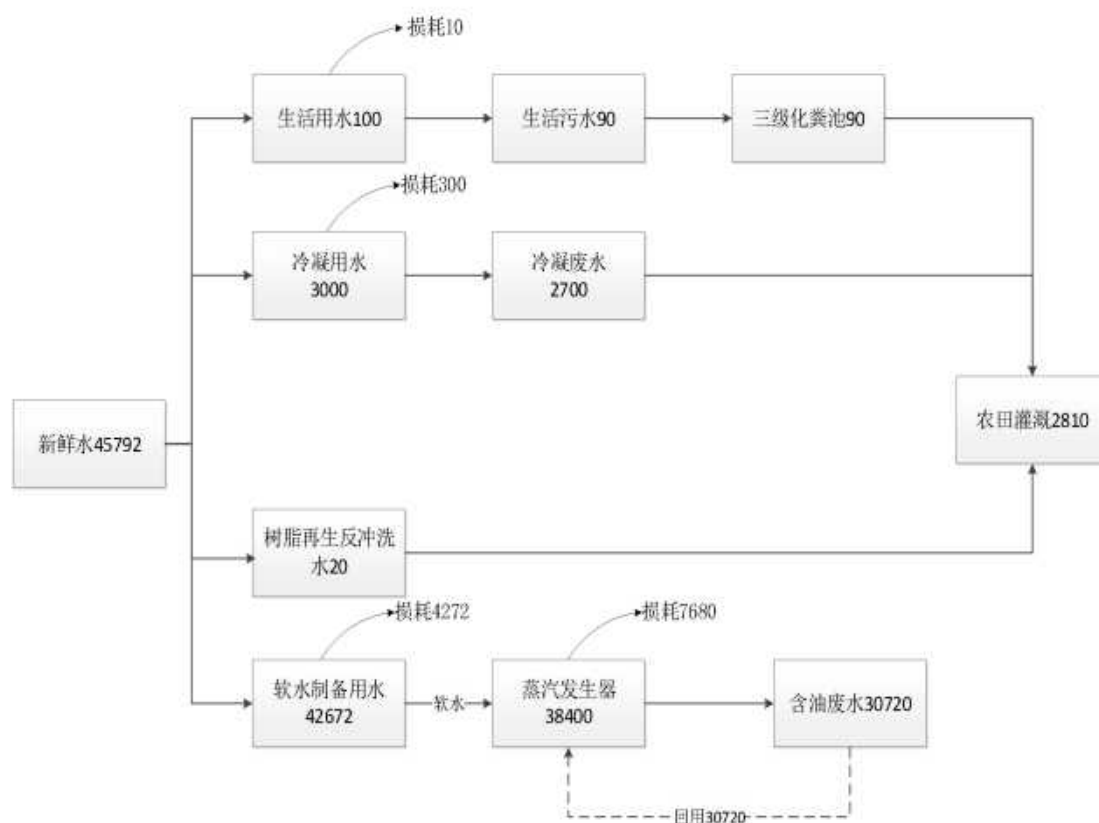 损耗10
生活用水100
生活污水90
三级化粪池90
损耗300
冷凝用水
3000
冷凝废水
2700
新鲜水45792
农田灌溉2810
树脂再生反冲洗
水20
损耗4272
损耗7680
软水制备用水
42672
软水
蒸汽发生器
38400
含油废水30720
回用30720